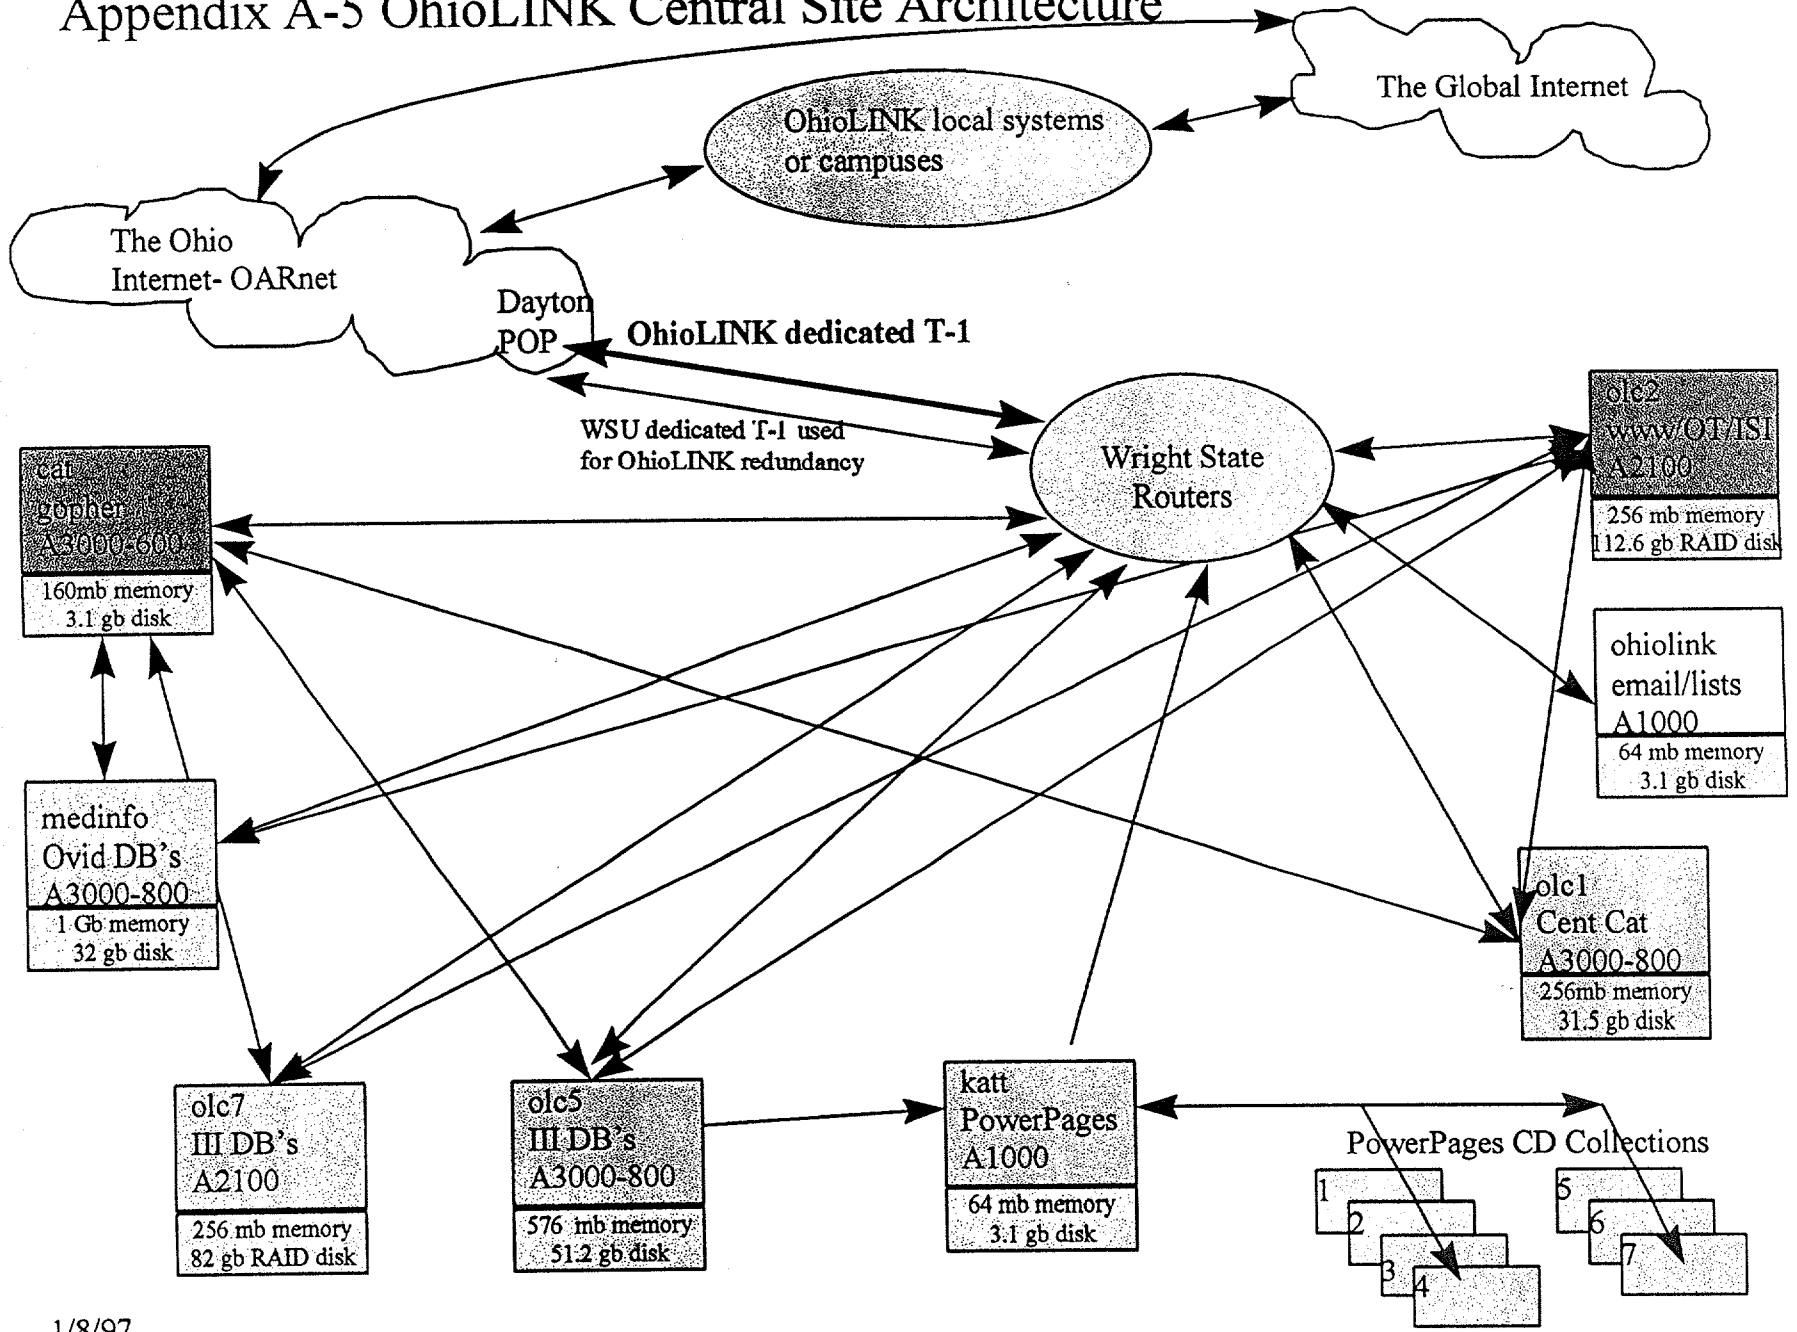 Appendix A-5 OhioLINK Central Site Architecture
The Global Internet
OhioLINK local systems
or campuses
The Ohio
Internet- OARnet
Dayton
POP
OhioLINK dedicated T-1
WSU dedicated T-1 used
for OhioLINK redundancy
Wright State
Routers
olc2
www/OT/ISI
A2100
256 mb memory
112.6 gb RAID disk
cat
gopher
A3000-600
160mb memory
3.1 gb disk
ohiolink
email/lists
A1000
64 mb memory
3.1 gb disk
medinfo
Ovid DB's
A3000-800
1 Gb memory
32 gb disk
olc1
Cent Cat
A3000-800
256mb memory
31.5 gb disk
olc7
III DB's
A2100
256 mb memory
82 gb RAID disk
olc5
III DB's
A3000-800
576 mb memory
51.2 gb disk
katt
PowerPages
A1000
64 mb memory
3.1 gb disk
PowerPages CD Collections
1
2
3
4
5
6
7
1/8/97